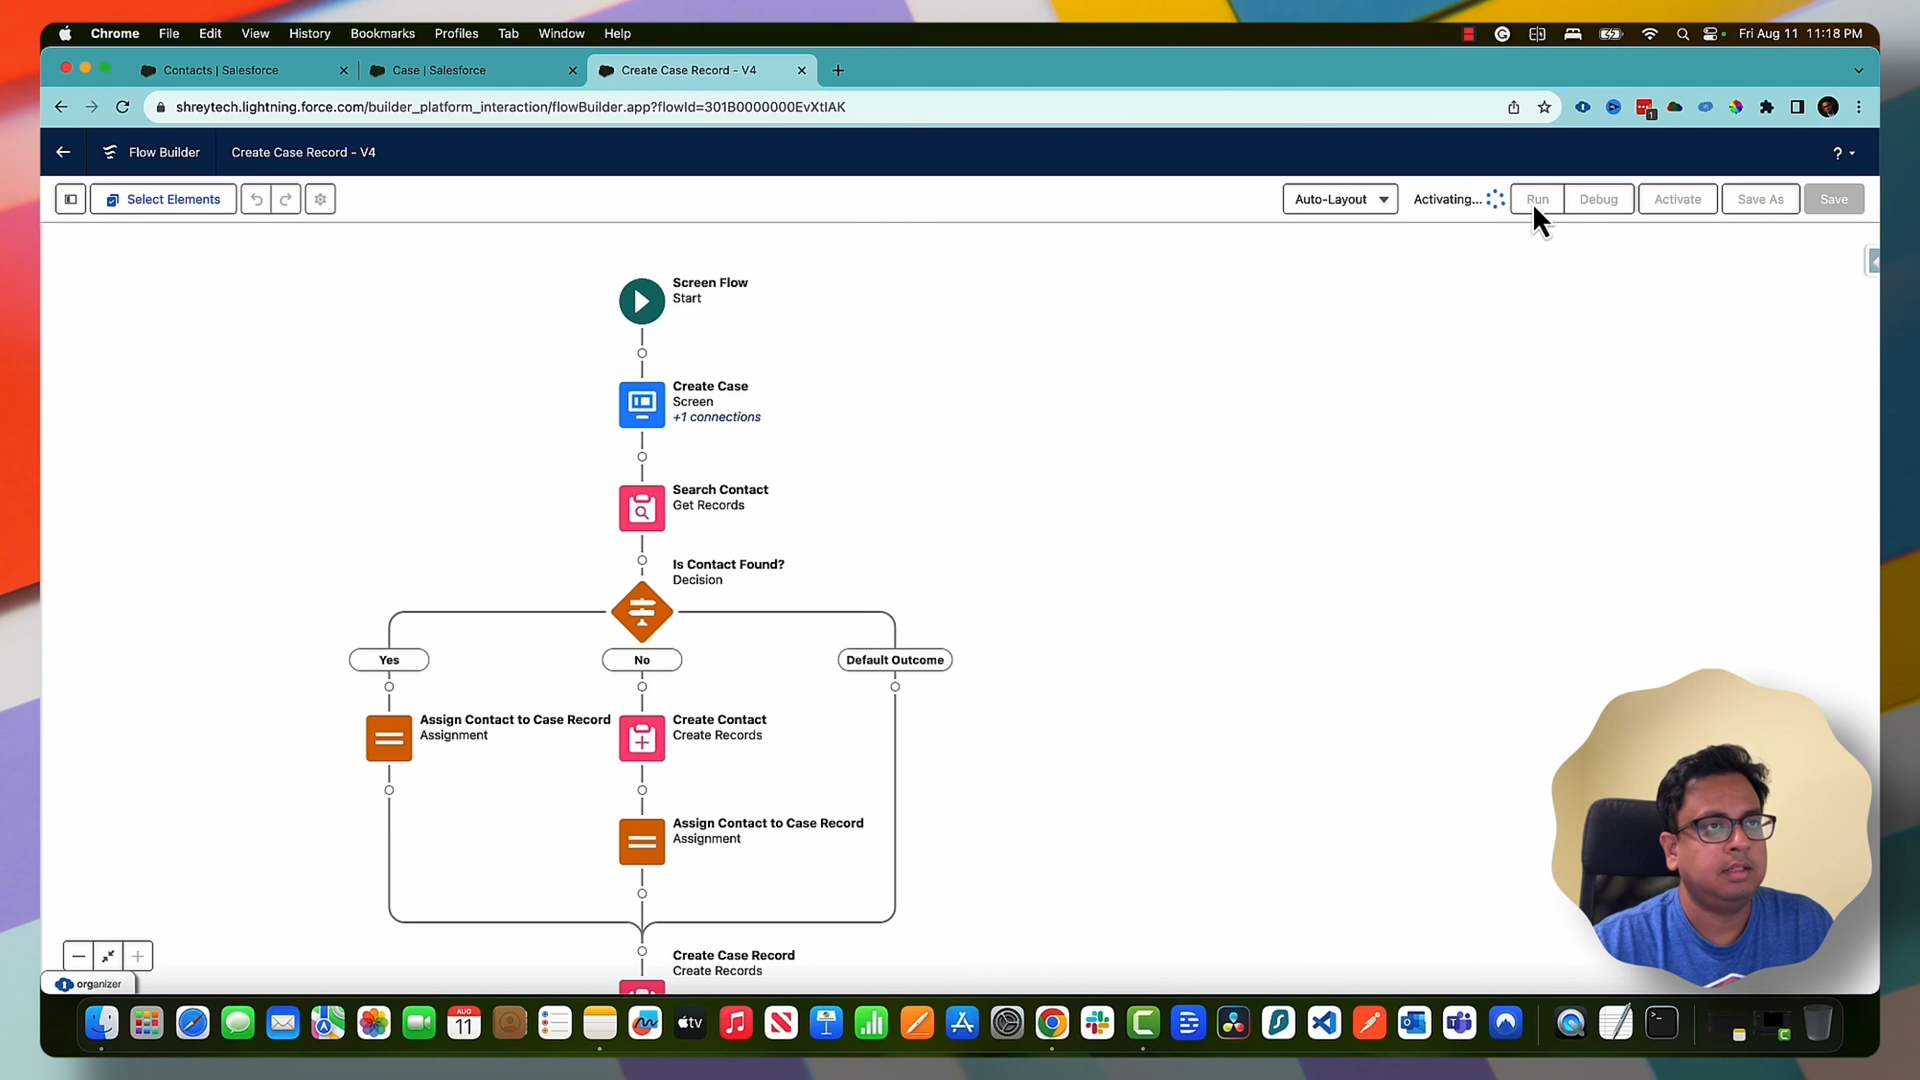 Chrome File Edit View History Bookmarks Profiles Tab Window Help Fri Aug 11 11:18 PM
Contacts | Salesforce Case | Salesforce Create Case Record - V4
shreytech.lightning.force.com/builder_platform_interaction/flowBuilder.app?flowId=301B0000000EvXtIAK
1
Flow Builder Create Case Record - V4 ?
Select Elements Auto-Layout Activating... Run Debug Activate Save As Save
Screen Flow
Start
Create Case
Screen
+1 connections
Search Contact
Get Records
Is Contact Found?
Decision
Yes No Default Outcome
Assign Contact to Case Record
Assignment
Create Contact
Create Records
Assign Contact to Case Record
Assignment
Create Case Record
Create Records
organizer
AUG
11
tv